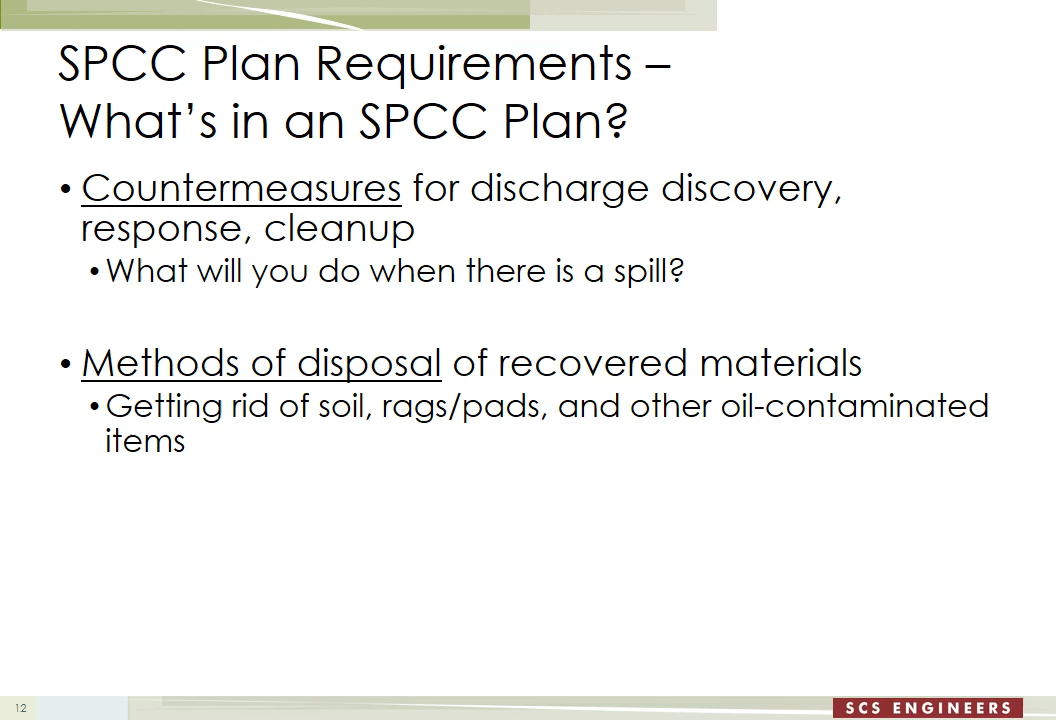 SPCC Plan Requirements –
What’s in an SPCC Plan?
• Countermeasures for discharge discovery,
response, cleanup
• What will you do when there is a spill?
• Methods of disposal of recovered materials
• Getting rid of soil, rags/pads, and other oil-contaminated
items
12
SCS ENGINEERS